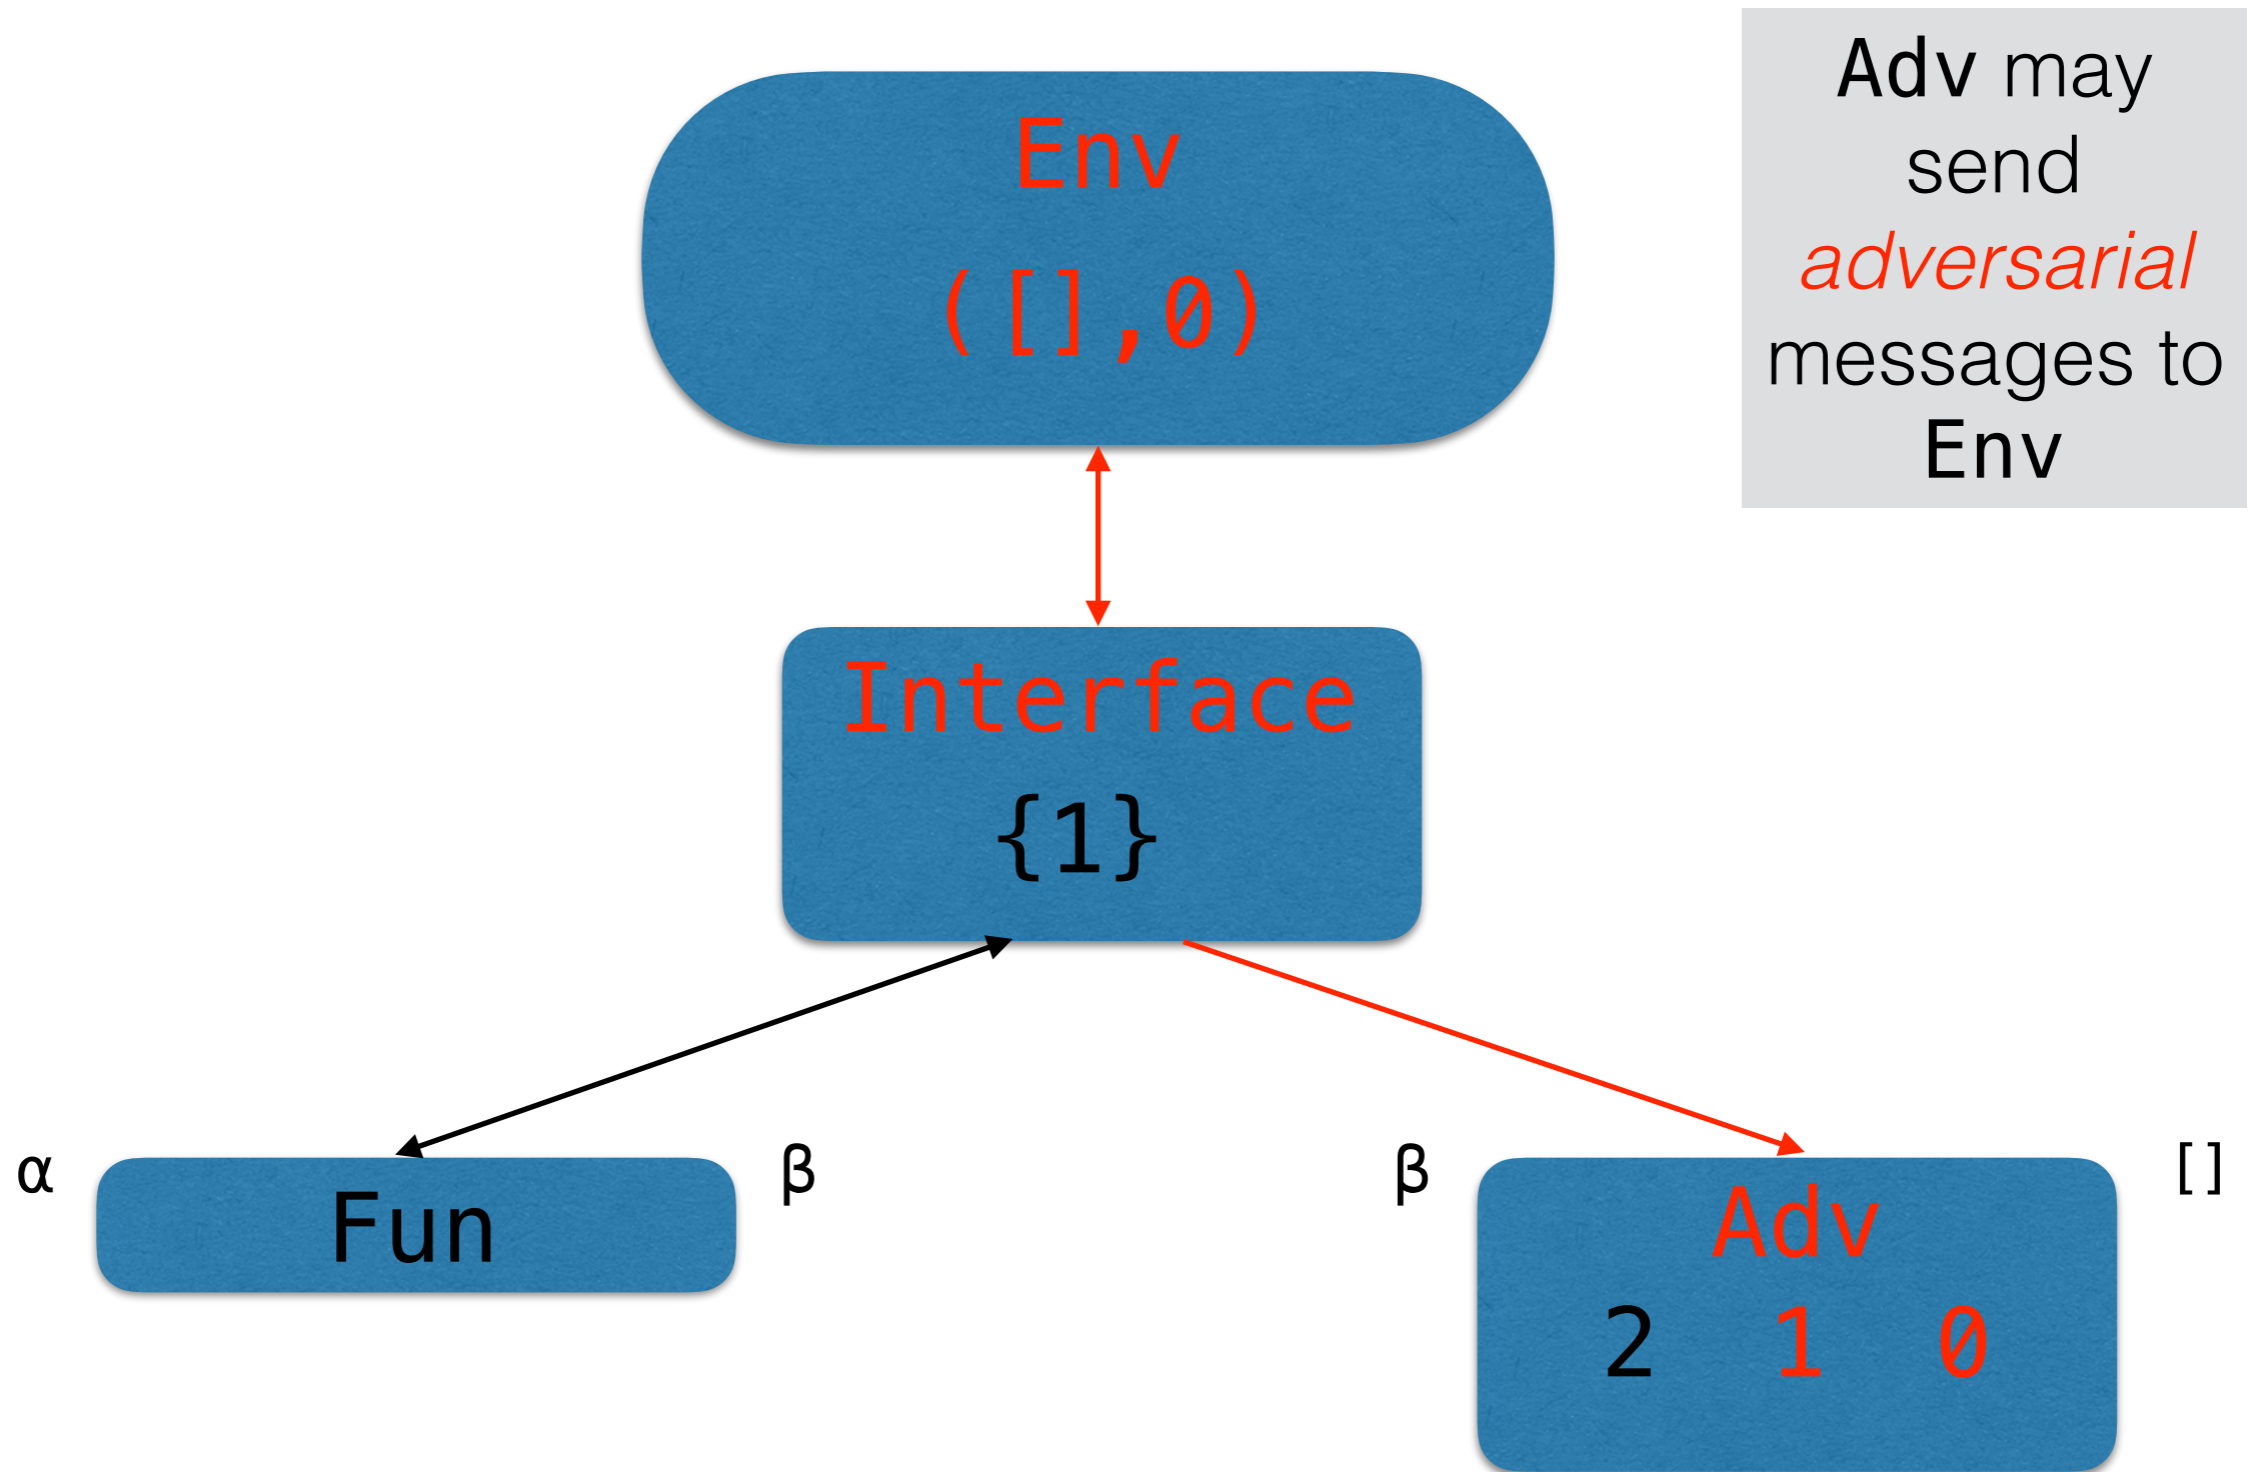 Env
([],0)
Adv may
send
adversarial
messages to
Env
Interface
{1}
α
Fun
β
β
Adv
2 1 0
[]